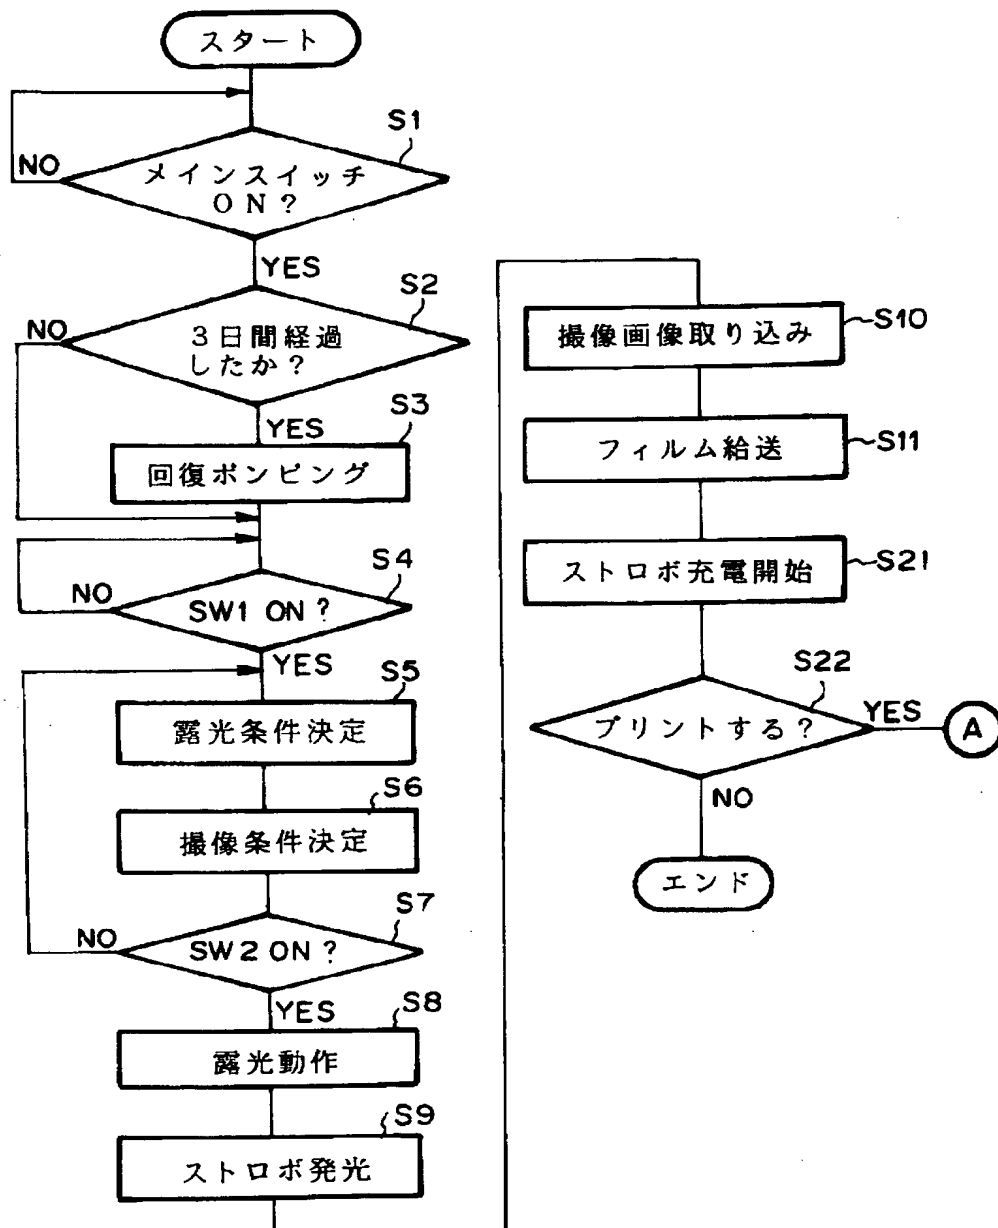 スタート
S1
NO
メインスイッチ
ON?
YES
S2
NO
3日間経過
したか?
YES
S3
回復ポンピング
S4
NO
SW1 ON?
YES
S5
露光条件決定
S6
撮像条件決定
S7
NO
SW2 ON?
YES
S8
露光動作
S9
ストロボ発光
撮像画像取り込み
S10
フィルム給送
S11
ストロボ充電開始
S21
S22
プリントする?
YES
A
NO
エンド